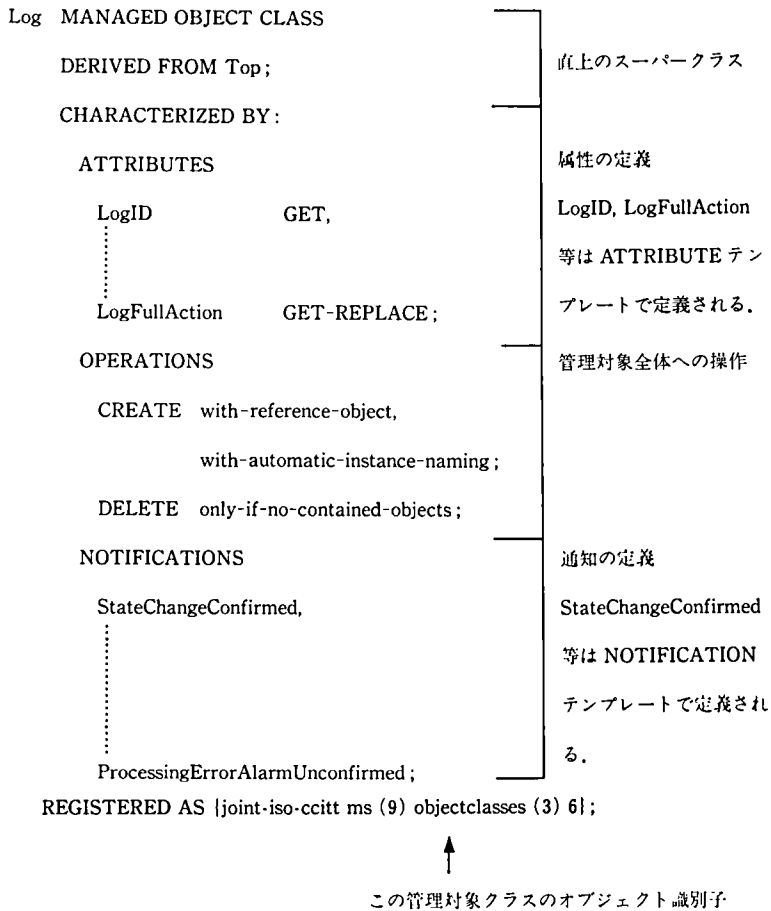 Log MANAGED OBJECT CLASS
DERIVED FROM Top;
直上のスーパークラス
CHARACTERIZED BY:
ATTRIBUTES
属性の定義
LogID GET,
LogID, LogFullAction
等は ATTRIBUTE テン
LogFullAction GET-REPLACE;
プレートで定義される.
OPERATIONS
管理対象全体への操作
CREATE with-reference-object,
with-automatic-instance-naming;
DELETE only-if-no-contained-objects;
NOTIFICATIONS
通知の定義
StateChangeConfirmed,
StateChangeConfirmed
等は NOTIFICATION
テンプレートで定義され
る.
ProcessingErrorAlarmUnconfirmed;
REGISTERED AS {joint-iso-ccitt ms (9) objectclasses (3) 6};
この管理対象クラスのオブジェクト識別子